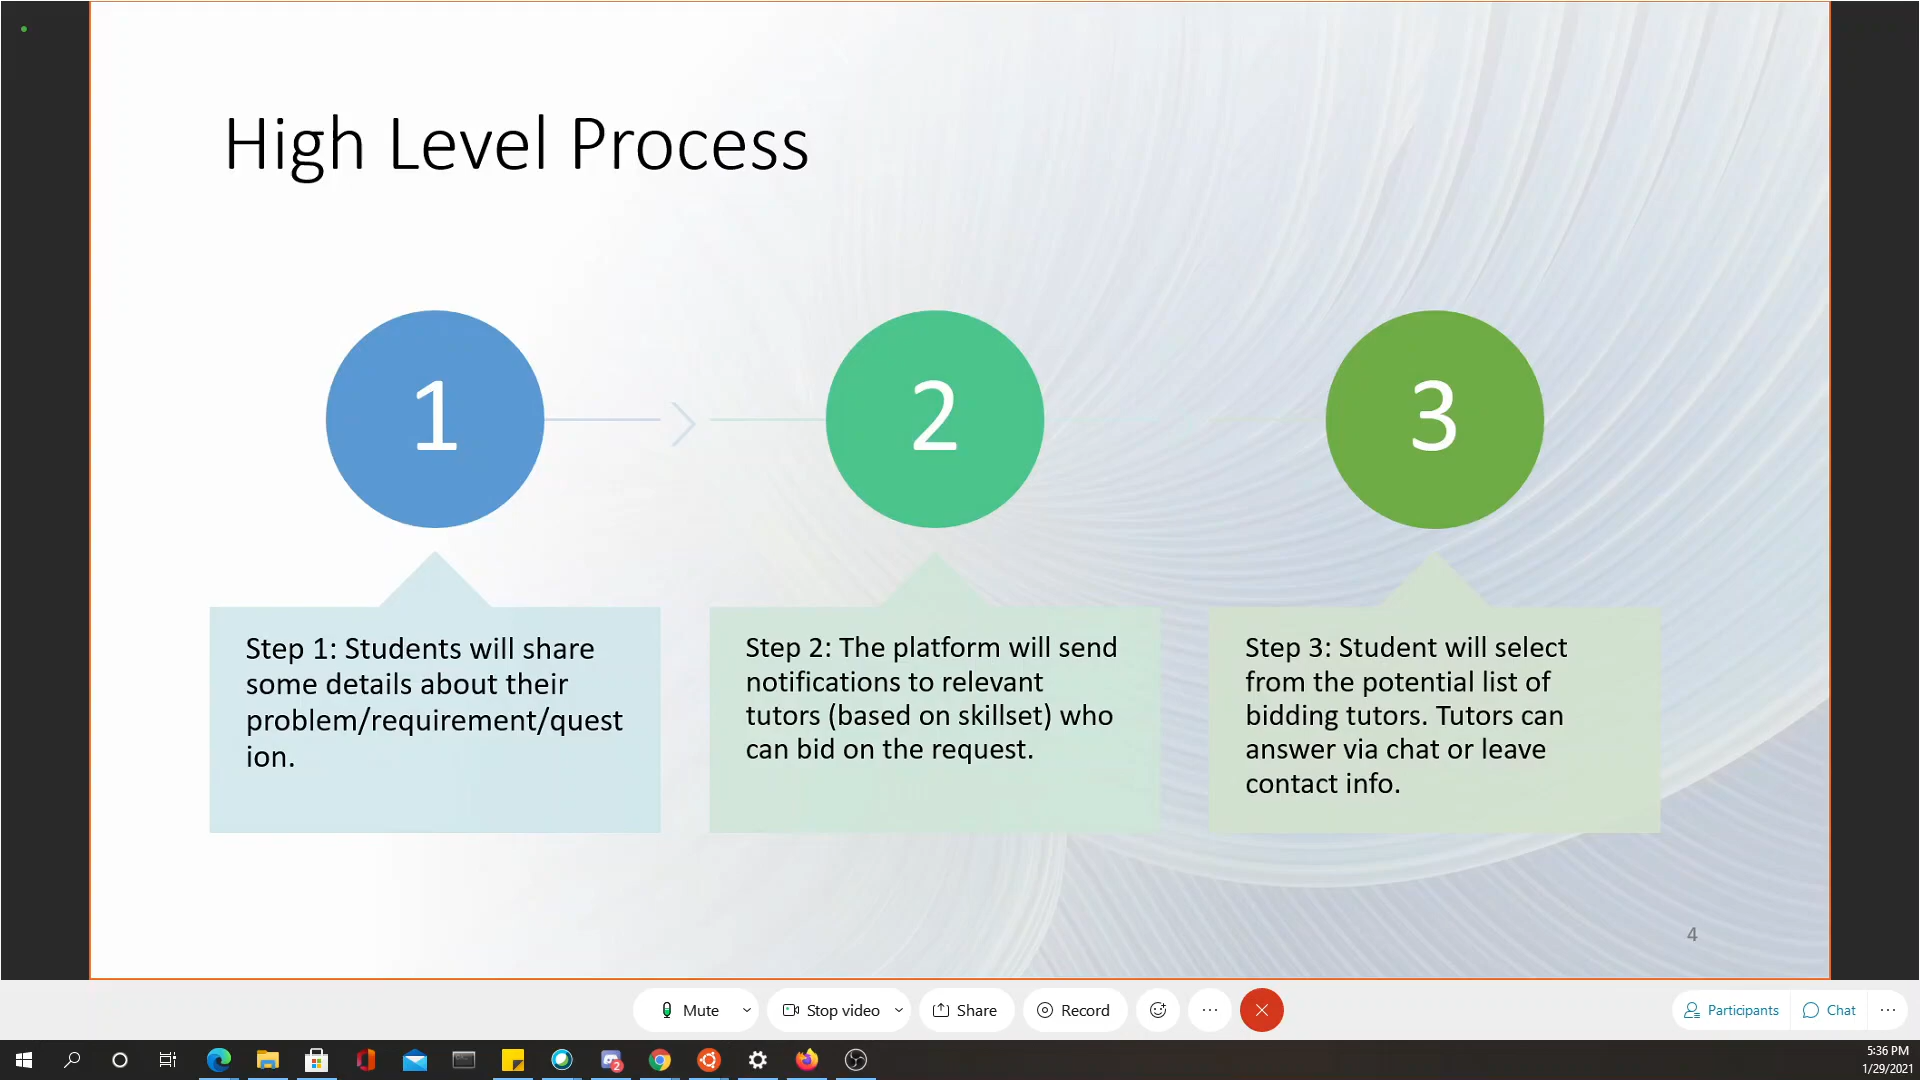 High Level Process
1
2
3
Step 1: Students will share
some details about their
problem/requirement/quest
ion.
Step 2: The platform will send
notifications to relevant
tutors (based on skillset) who
can bid on the request.
Step 3: Student will select
from the potential list of
bidding tutors. Tutors can
answer via chat or leave
contact info.
4
Mute
Stop video
Share
Record
Participants
Chat
2
5:36 PM
1/29/2021